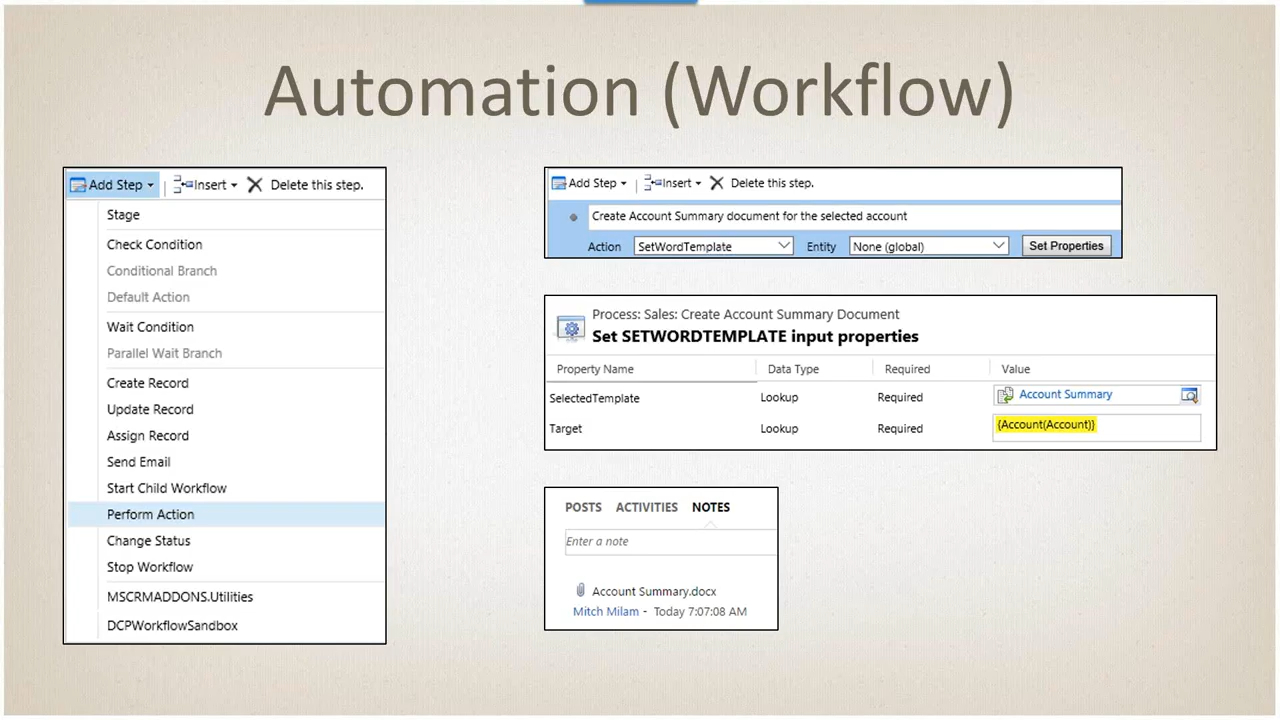 Automation (Workflow)
Add Step
Insert
Delete this step.
Stage
Check Condition
Conditional Branch
Default Action
Wait Condition
Parallel Wait Branch
Create Record
Update Record
Assign Record
Send Email
Start Child Workflow
Perform Action
Change Status
Stop Workflow
MSCRMADDONS.Utilities
DCPWorkflowSandbox
Add Step
Insert
Delete this step.
Create Account Summary document for the selected account
Action SetWordTemplate Entity None (global) Set Properties
Process: Sales: Create Account Summary Document
Set SETWORDTEMPLATE input properties
Property Name Data Type Required Value
SelectedTemplate Lookup Required Account Summary
Target Lookup Required {Account(Account)}
POSTS ACTIVITIES NOTES
Enter a note
Account Summary.docx
Mitch Milam - Today 7:07:08 AM